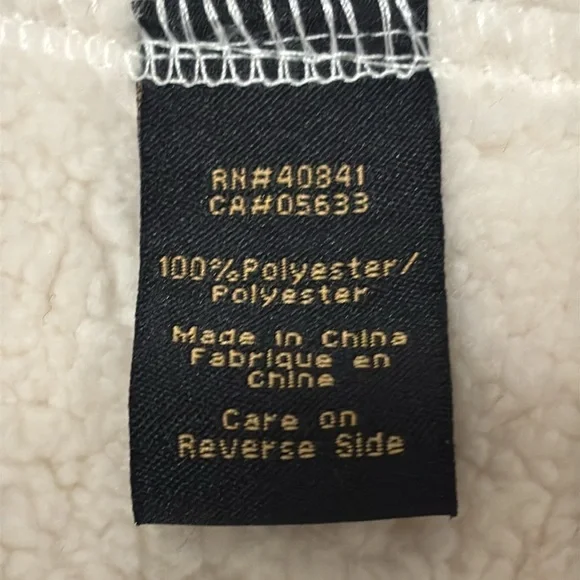 RN#40841
CA#05633
100%Polyester/
Polyester
Made in China
Fabrique en
Chine
Care on
Reverse Side